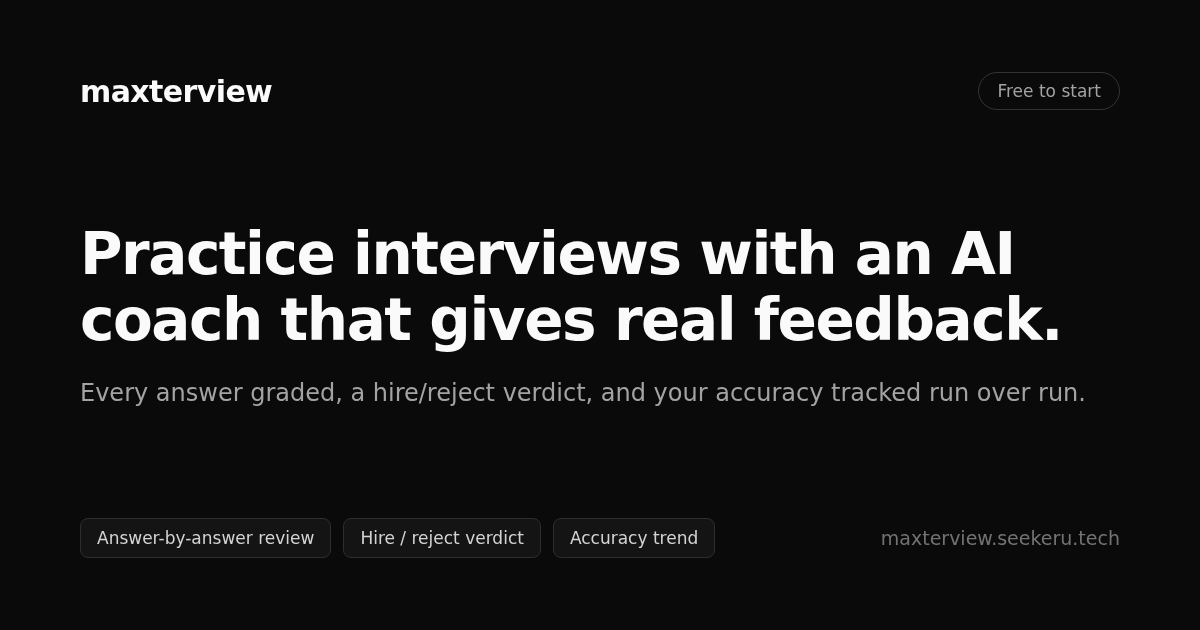 maxterview
Free to start
Practice interviews with an AI
coach that gives real feedback.
Every answer graded, a hire/reject verdict, and your accuracy tracked run over run.
Answer-by-answer review
Hire / reject verdict
Accuracy trend
maxterview.seekeru.tech